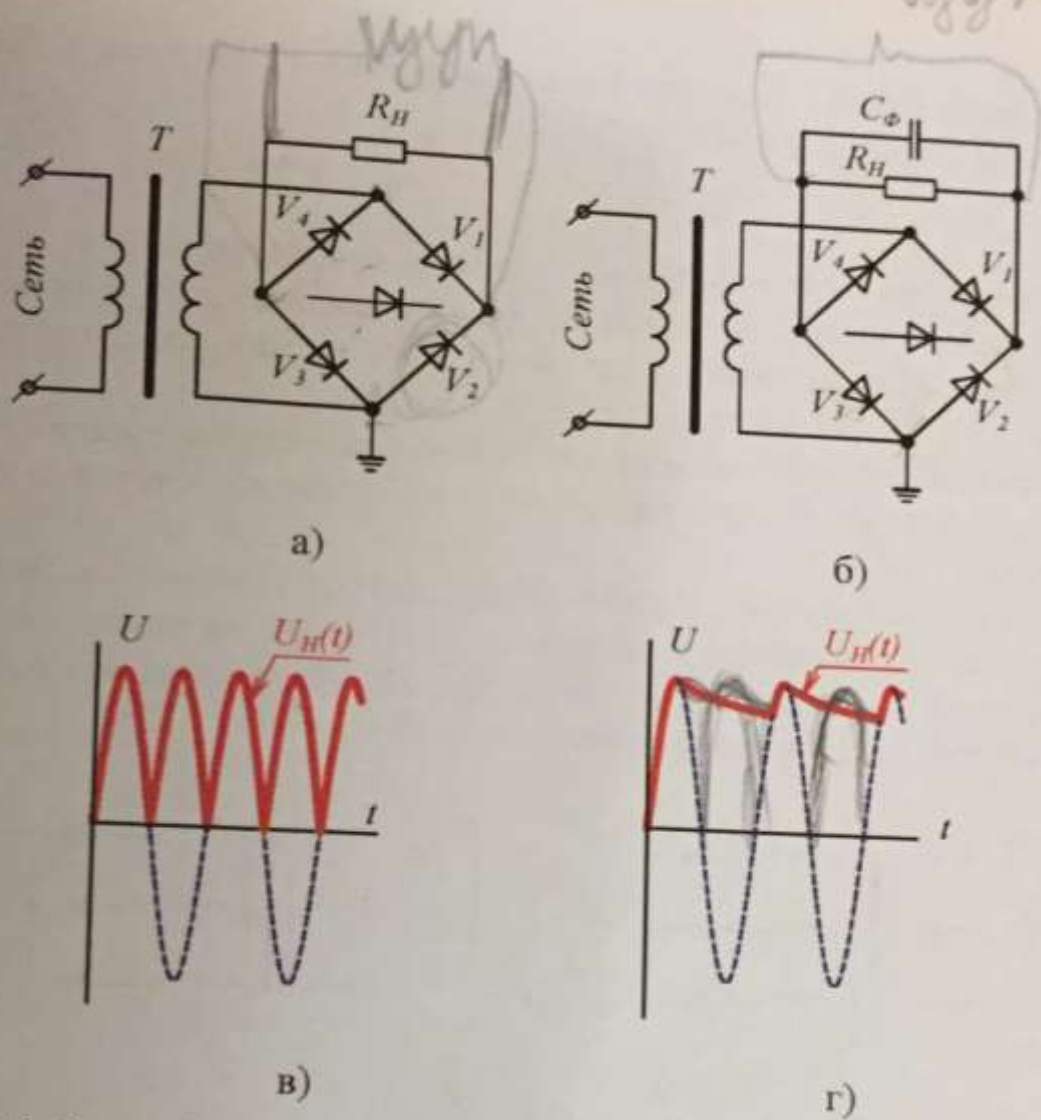 R_H
C_Ф
T
R_H
T
V_4
V_1
V_4
V_1
Сеть
Сеть
V_3
V_2
V_3
V_2
а)
б)
U
U_H(t)
U
U_H(t)
t
t
в)
г)